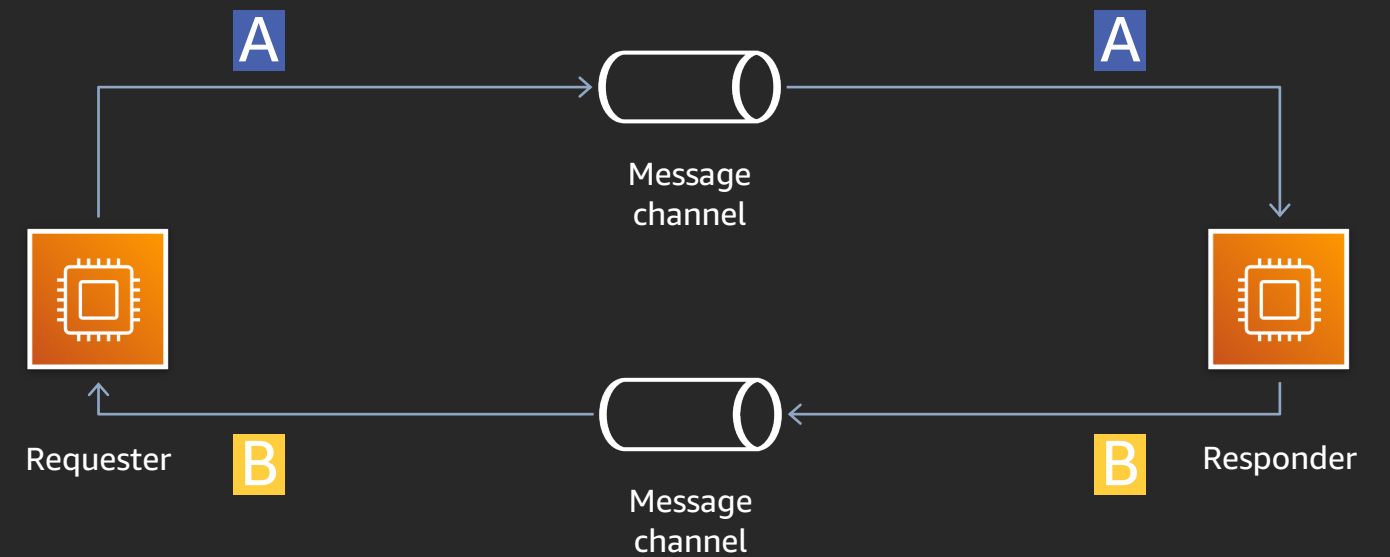 A
A
Message
channel
Requester
B
B
Responder
Message
channel